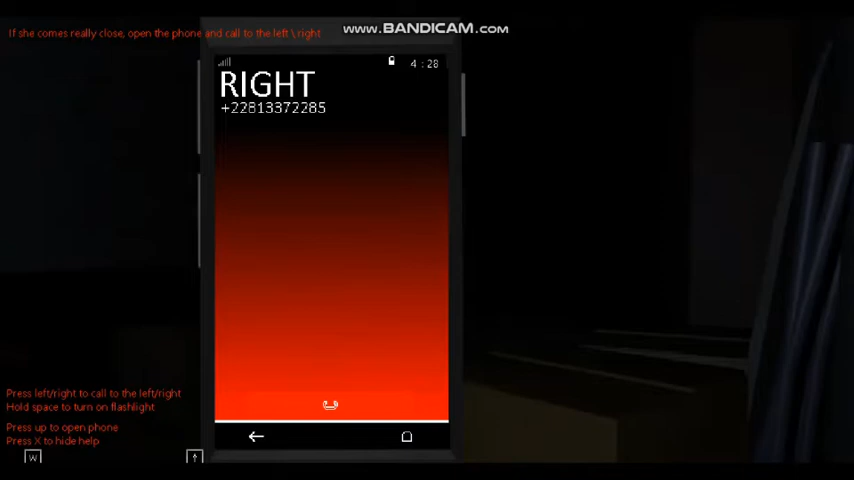 If she comes really close, open the phone and call to the left \ right
www.BANDICAM.com
4 : 28
RIGHT
+22813372285
Press left/right to call to the left/right
Hold space to turn on flashlight
Press up to open phone
Press X to hide help
W